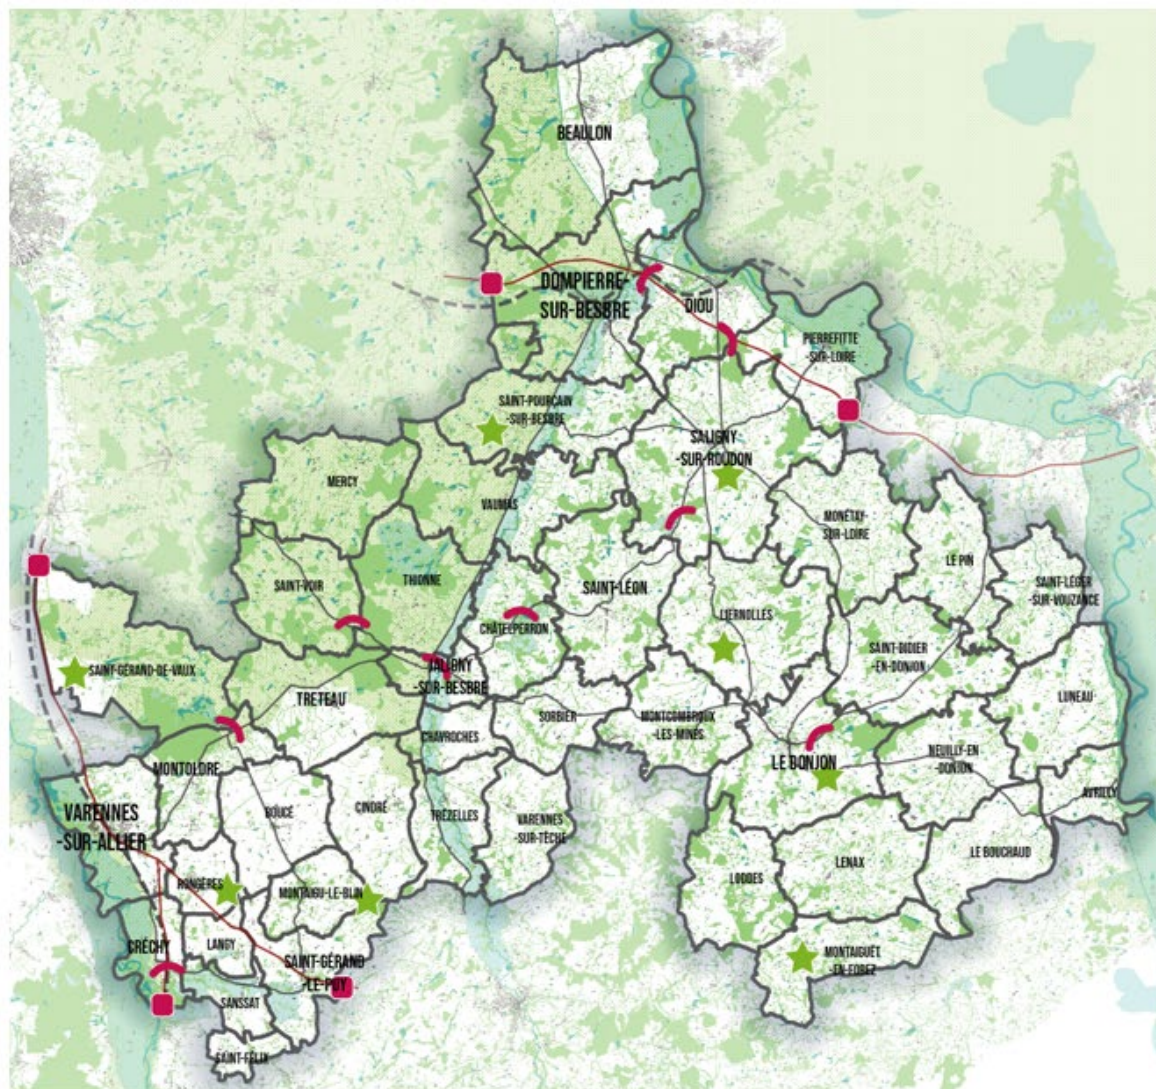 BEAULON
DOMPIERRE-
SUR-BESBRE
DIOU
PIERREFITTE
-SUR-LOIRE
SAINT-POURÇAIN
-SUR-BESBRE
SALIGNY
-SUR-ROUDON
MERCY
VAUMAS
MONÉTAY-
SUR-LOIRE
LE PIN
SAINT-LÉGER
-SUR-VOUZANCE
SAINT-VOIR
THIONNE
SAINT-LÉON
CHÂTELPERRON
LIERNOLLES
SAINT-DIDIER
-EN-DONJON
SAINT-GÉRAND-DE-VAUX
JALIGNY
-SUR-BESBRE
TRETEAU
LUNEAU
SORBIER
MONTCOMBROUX
-LES-MINES
CHAVROCHES
LE DONJON
NEUILLY-EN
-DONJON
MONTOLDRE
AVRILLY
VARENNES
-SUR-ALLIER
BOUCÉ
CINDRÉ
TRÉZELLES
VARENNES
-SUR-TÈCHE
LENAX
LE BOUCHAUD
LODDES
RONGÈRES
MONTAIGU-LE-BLIN
CRÉCHY
LANGY
SAINT-GÉRAND
-LE-PUY
MONTAIGUËT
-EN-FOREZ
SANSSAT
SAINT-FÉLIX